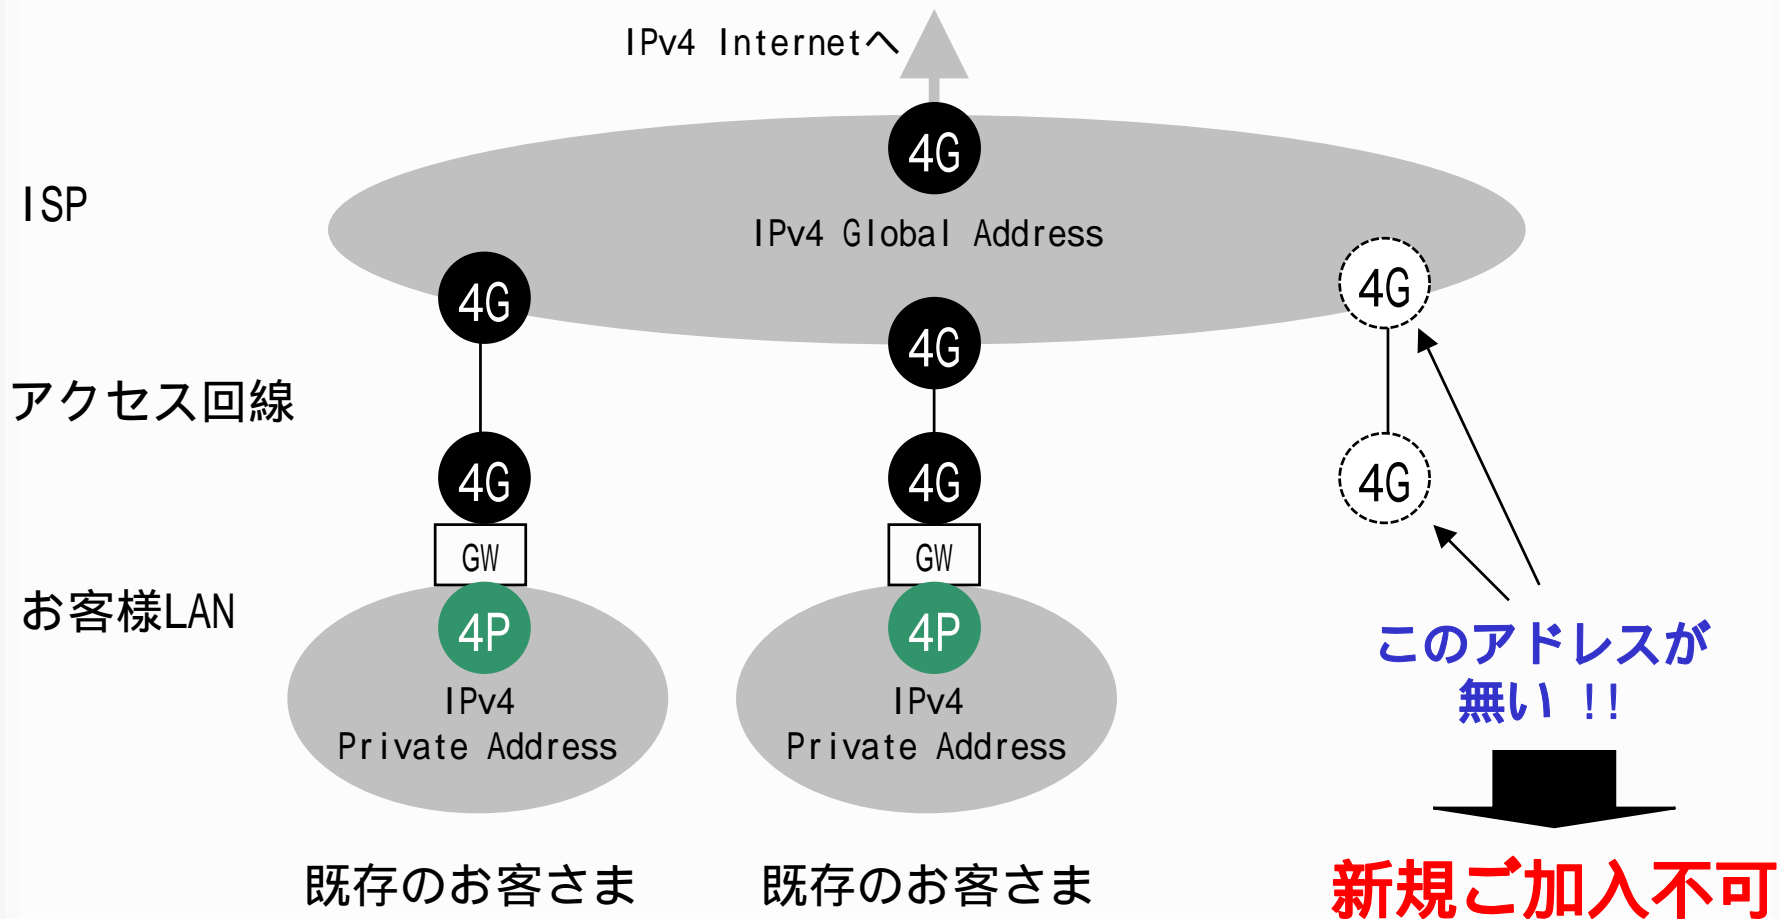 IPv4 Internetへ
4G
ISP
IPv4 Global Address
4G
4G
4G
アクセス回線
4G
4G
4G
GW
GW
お客様LAN
4P
4P
このアドレスが
無い !!
IPv4
Private Address
IPv4
Private Address
既存のお客さま
既存のお客さま
新規ご加入不可